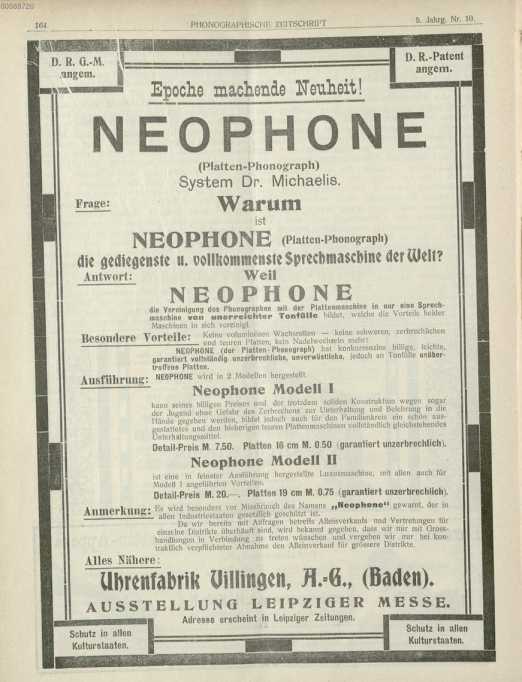 00588720
164
PHONOGRAPHISCHE ZEITSCHRIFT
5. Jahrg. Nr. 10.
D. R. G.-M.
angem.
D. R.-Patent
angem.
Epoche machende Neuheit!
NEOPHONE
(Platten-Phonograph)
System Dr. Michaelis.
Frage:
Warum
ist
NEOPHONE (Platten-Phonograph)
die gediegenste u. vollkommenste Sprechmaschine der Welt?
Antwort:
Weil
NEOPHONE
die Vereinigung des Phonographen mit der Plattenmaschine in nur eine Sprech-
maschine von unerreichter Tonfülle bildet, welche die Vorteile beider
Maschinen in sich vereinigt
Besondere Vorteile:
Keine voluminösen Wachsrollen — keine schweren, zerbrechlichen
und teuren Platten, kein Nadelwechseln mehr!
NEOPHONE (der Platten-Phonograph) hat konkurrenzlos billige, leichte,
garantiert vollständig unzerbrechliche, unverwüstliche, jedoch an Tonfülle unüber-
troffene Platten.
Ausführung:
NEOPHONE wird in 2 Modellen hergestellt.
Neophone Modell I
kann seines billigen Preises und der trotzdem soliden Konstruktion wegen sogar
der Jugend ohne Gefahr des Zerbrechens zur Unterhaltung und Belehrung in die
Hände gegeben werden, bildet jedoch auch für den Familienkreis ein schön aus-
gestattetes und den bisherigen teuren Plattenmaschinen vollständig gleichstehendes
Unterhaltungsmittel.
Detail-Preis M. 7.50. Platten 16 cm M. 0.50 (garantiert unzerbrechlich).
Neophone Modell II
ist eine in feinster Ausführung hergestellte Luxusmaschine, mit allen auch für
Modell I angeführten Vorteilen.
Detail-Preis M. 20.—, Platten 19 cm M. 0.75 (garantiert unzerbrechlich).
Anmerkung:
Es wird besonders vor Missbrauch des Namens „Neophone" gewarnt, der in
allen Industriestaaten gesetzlich geschützt ist.
Da wir bereits mit Anfragen betreffs Alleinverkaufs und Vertretungen für
einzelne Distrikte überhäuft sind, wird bekannt gegeben, dass wir nur mit Gross-
handlungen in Verbindung zu treten wünschen und vergeben wir nur bei kon-
traktlich verpflichteter Abnahme den Alleinverkauf für grössere Distrikte.
Alles Nähere:
Uhrenfabrik Villingen, A.-G., (Baden).
AUSSTELLUNG LEIPZIGER MESSE.
Adresse erscheint in Leipziger Zeitungen.
Schutz in allen
Kulturstaaten.
Schutz in allen
Kulturstaaten.